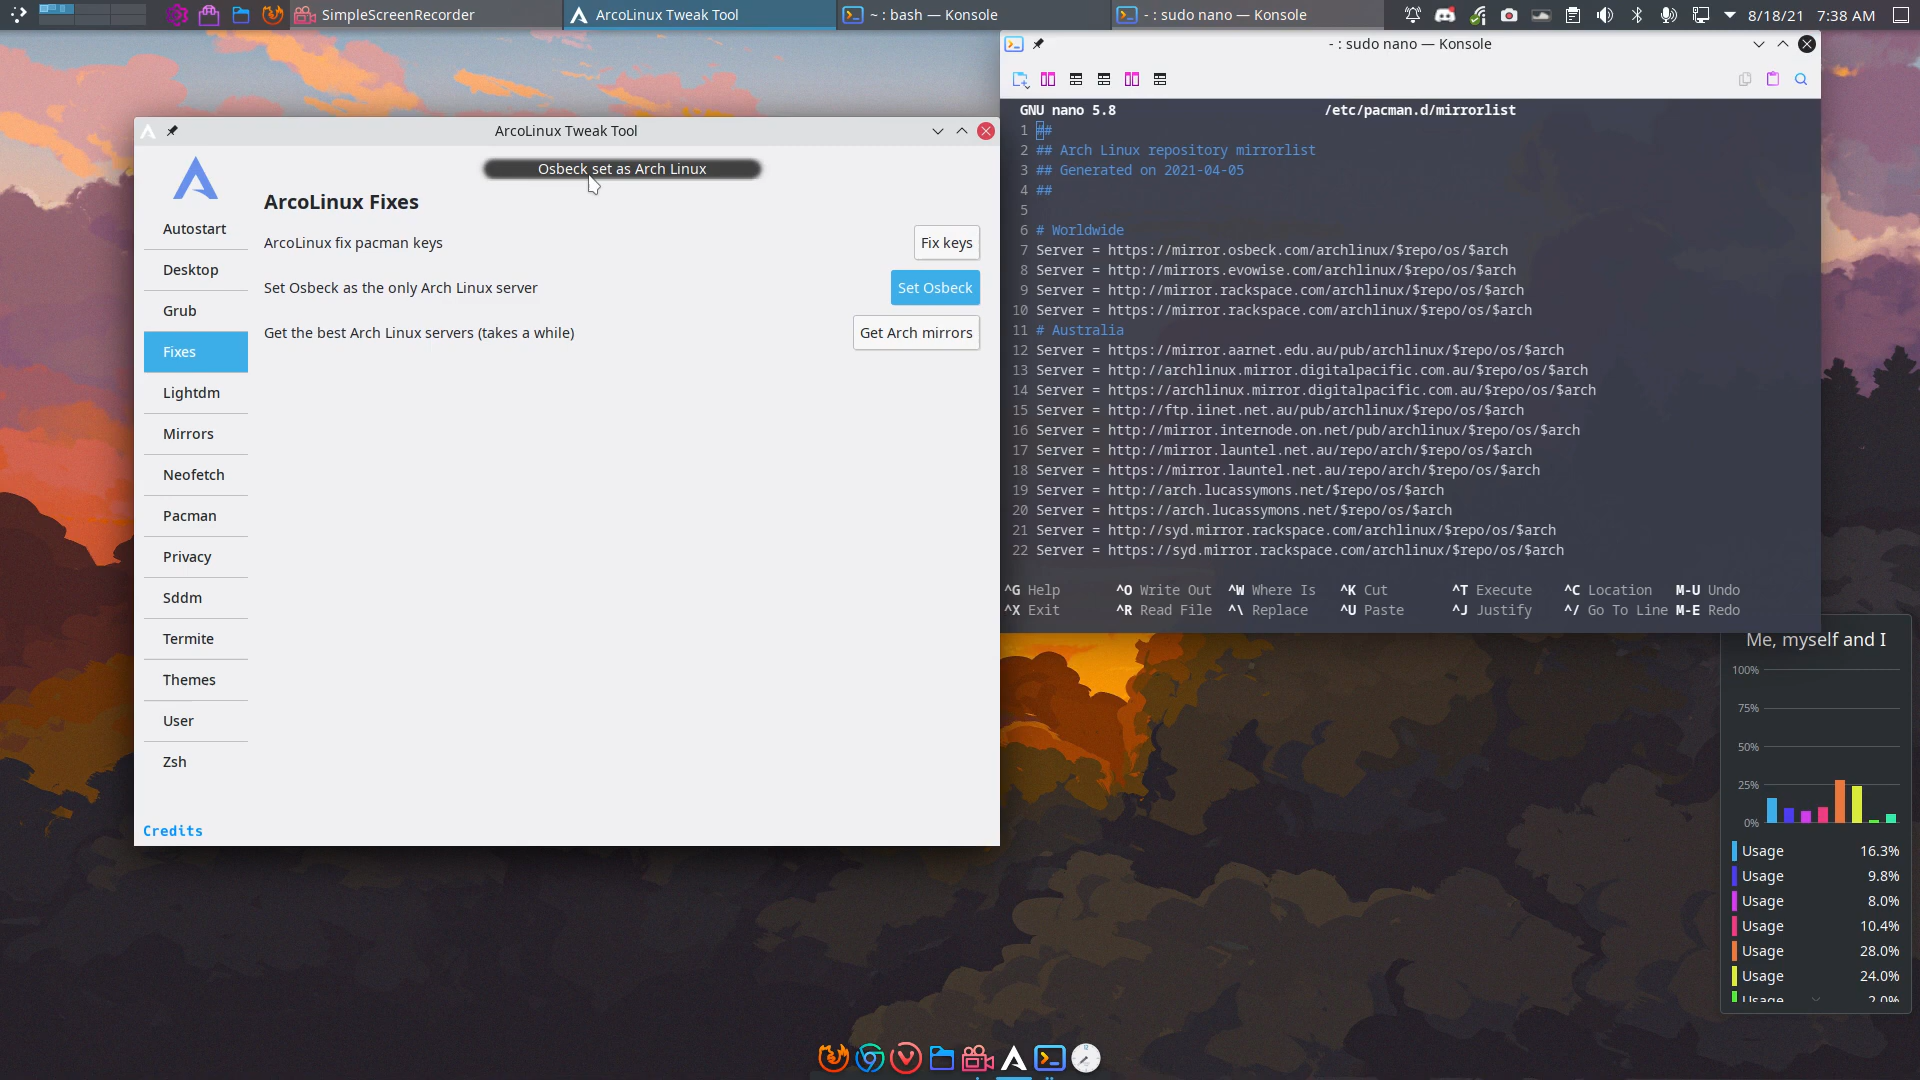 SimpleScreenRecorder
ArcoLinux Tweak Tool
~ : bash — Konsole
- : sudo nano — Konsole
8/18/21 7:38 AM
ArcoLinux Tweak Tool
Osbeck set as Arch Linux
ArcoLinux Fixes
ArcoLinux fix pacman keys
Fix keys
Set Osbeck as the only Arch Linux server
Set Osbeck
Get the best Arch Linux servers (takes a while)
Get Arch mirrors
Autostart
Desktop
Grub
Fixes
Lightdm
Mirrors
Neofetch
Pacman
Privacy
Sddm
Termite
Themes
User
Zsh
Credits
- : sudo nano — Konsole
GNU nano 5.8 /etc/pacman.d/mirrorlist
1 ##
2 ## Arch Linux repository mirrorlist
3 ## Generated on 2021-04-05
4 ##
5
6 # Worldwide
7 Server = https://mirror.osbeck.com/archlinux/$repo/os/$arch
8 Server = http://mirrors.evowise.com/archlinux/$repo/os/$arch
9 Server = http://mirror.rackspace.com/archlinux/$repo/os/$arch
10 Server = https://mirror.rackspace.com/archlinux/$repo/os/$arch
11 # Australia
12 Server = https://mirror.aarnet.edu.au/pub/archlinux/$repo/os/$arch
13 Server = http://archlinux.mirror.digitalpacific.com.au/$repo/os/$arch
14 Server = https://archlinux.mirror.digitalpacific.com.au/$repo/os/$arch
15 Server = http://ftp.iinet.net.au/pub/archlinux/$repo/os/$arch
16 Server = http://mirror.internode.on.net/pub/archlinux/$repo/os/$arch
17 Server = http://mirror.launtel.net.au/repo/arch/$repo/os/$arch
18 Server = https://mirror.launtel.net.au/repo/arch/$repo/os/$arch
19 Server = http://arch.lucassymons.net/$repo/os/$arch
20 Server = https://arch.lucassymons.net/$repo/os/$arch
21 Server = http://syd.mirror.rackspace.com/archlinux/$repo/os/$arch
22 Server = https://syd.mirror.rackspace.com/archlinux/$repo/os/$arch
^G Help ^O Write Out ^W Where Is ^K Cut ^T Execute ^C Location M-U Undo
^X Exit ^R Read File ^\ Replace ^U Paste ^J Justify ^/ Go To Line M-E Redo
Me, myself and I
100%
75%
50%
25%
0%
Usage 16.3%
Usage 9.8%
Usage 8.0%
Usage 10.4%
Usage 28.0%
Usage 24.0%
Usage 2.0%